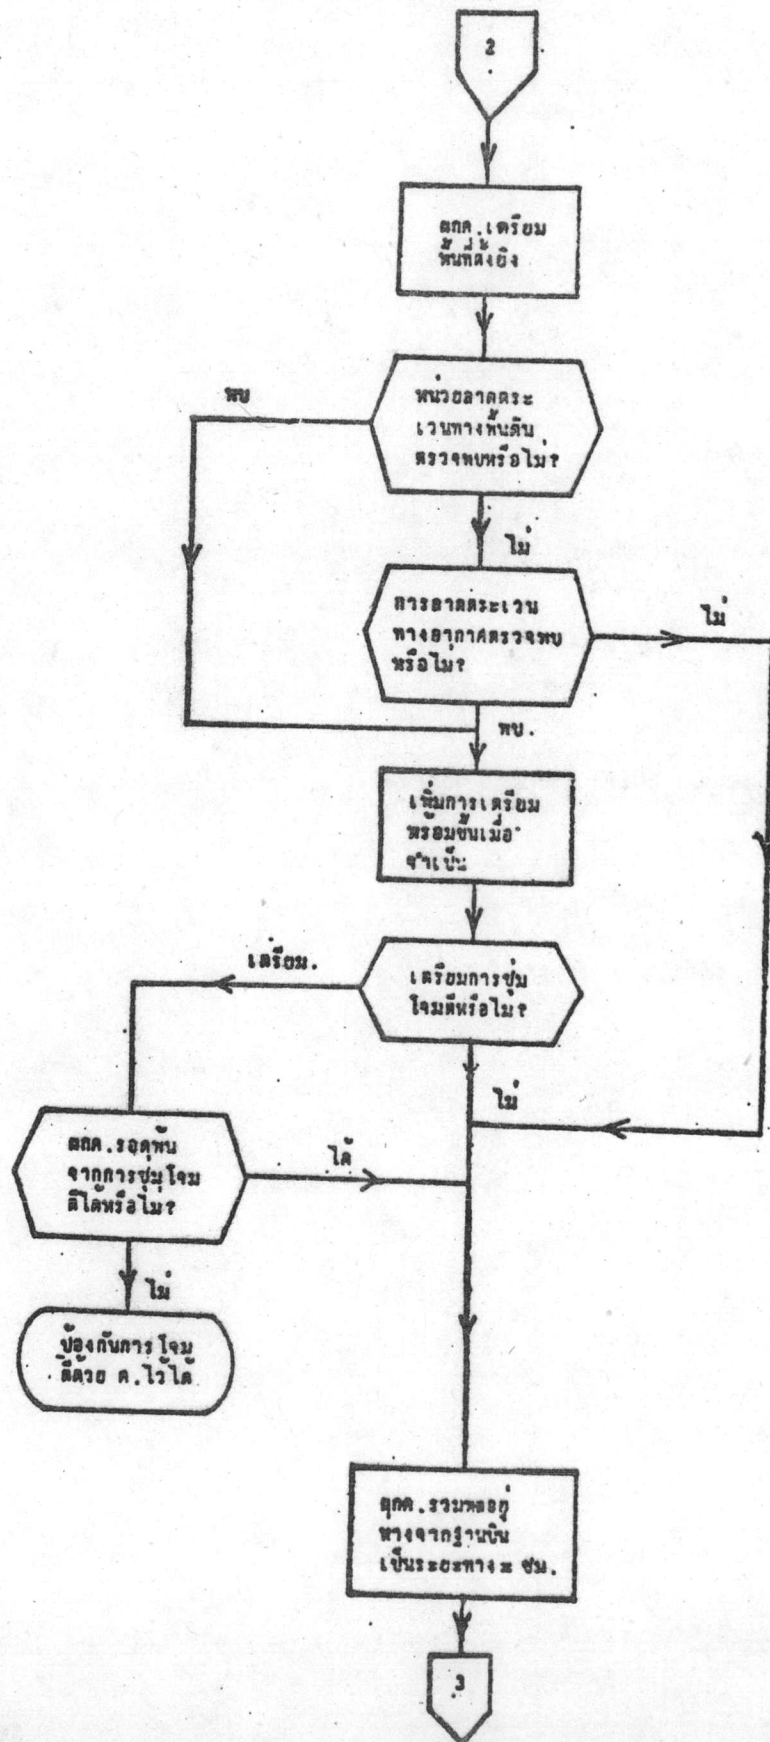 2
ผกค.เตรียม
พื้นที่ตั้งยิง
หน่วยลาดตระ
เวนทางพื้นดิน
ตรวจพบหรือไม่?
พบ
ไม่
การลาดตระเวน
ทางอากาศตรวจพบ
หรือไม่?
ไม่
พบ.
เพิ่มการเตรียม
พร้อมขึ้นเมื่อ
จำเป็น
เตรียม.
เตรียมการซุ่ม
โจมตีหรือไม่?
ไม่
ผกค.รอดพ้น
จากการซุ่มโจม
ตีได้หรือไม่?
ได้
ไม่
ป้องกันการโจม
ตีด้วย ค.ไว้ได้
ผกค.รวมพลอยู่
ทางจากฐานบิน
เป็นระยะทาง= ชม.
3